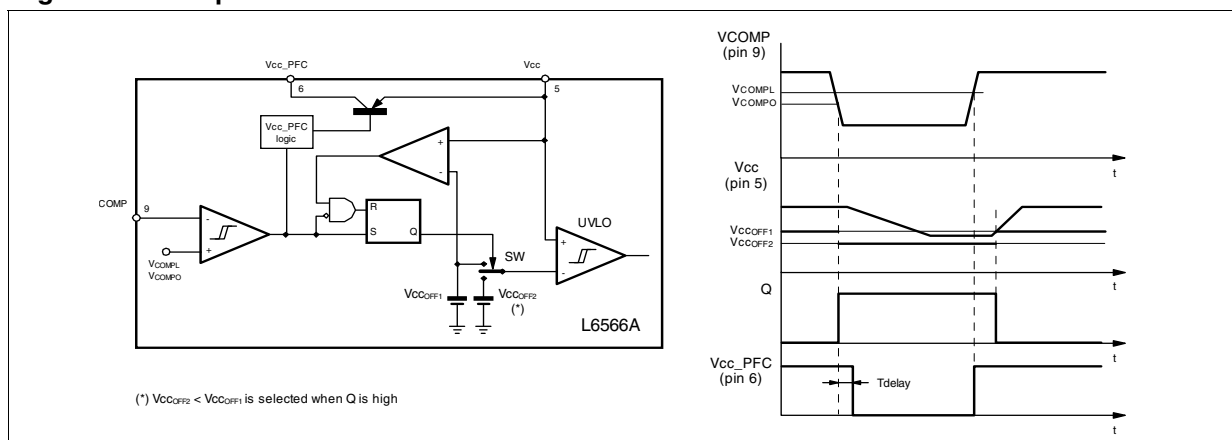 Vcc_PFC
Vcc
6
5
Vcc_PFC
logic
COMP
9
+
-
-
+
R
S
Q
UVLO
+
-
SW
VCOMPL
VCOMPO
VccOFF1
VccOFF2
(*)
L6566A
(*) VccOFF2 < VccOFF1 is selected when Q is high
VCOMP
(pin 9)
VCOMPL
VCOMPO
t
Vcc
(pin 5)
VccOFF1
VccOFF2
t
Q
t
Vcc_PFC
(pin 6)
Tdelay
t